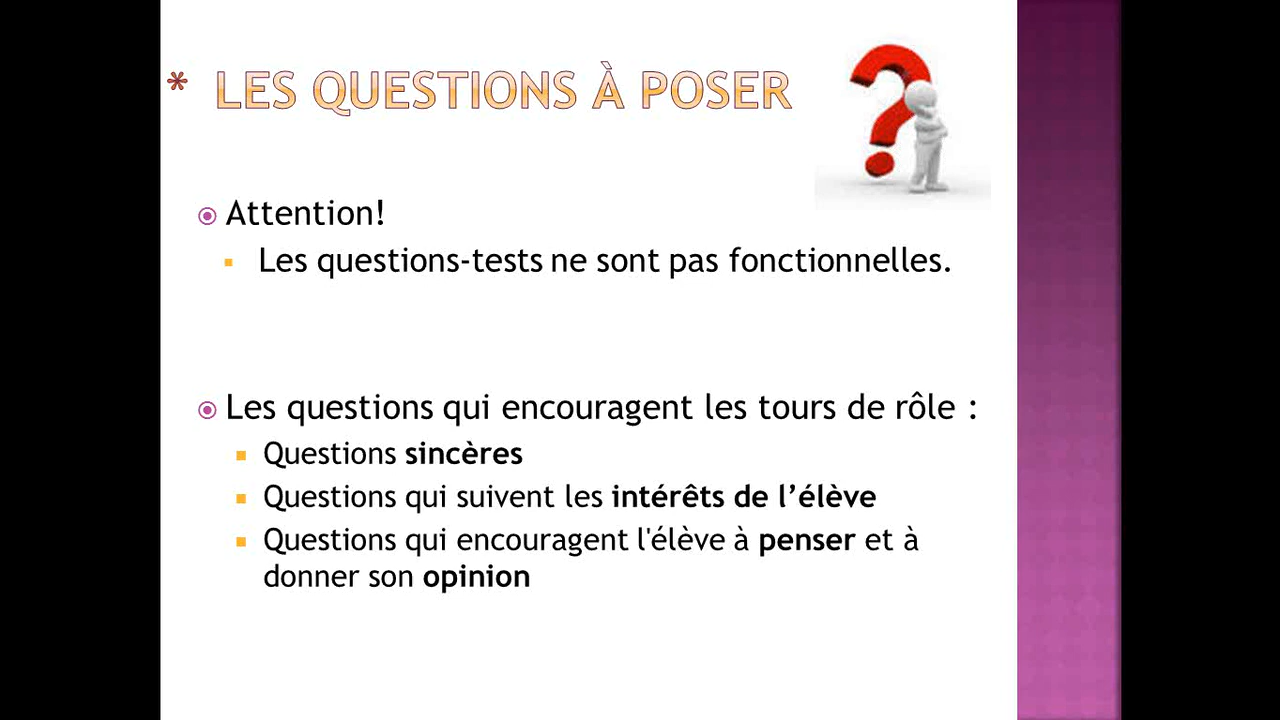 * LES QUESTIONS À POSER
Attention!
Les questions-tests ne sont pas fonctionnelles.
Les questions qui encouragent les tours de rôle :
Questions sincères
Questions qui suivent les intérêts de l’élève
Questions qui encouragent l'élève à penser et à
donner son opinion